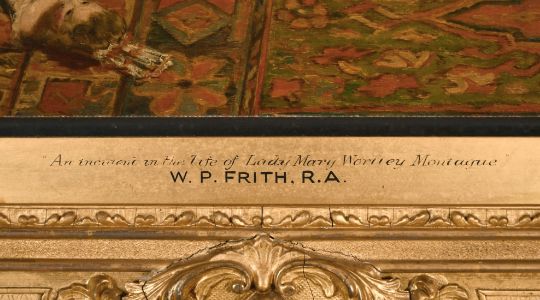 "An incident in the life of Lady Mary Wortley Montague"
W. P. FRITH, R.A.